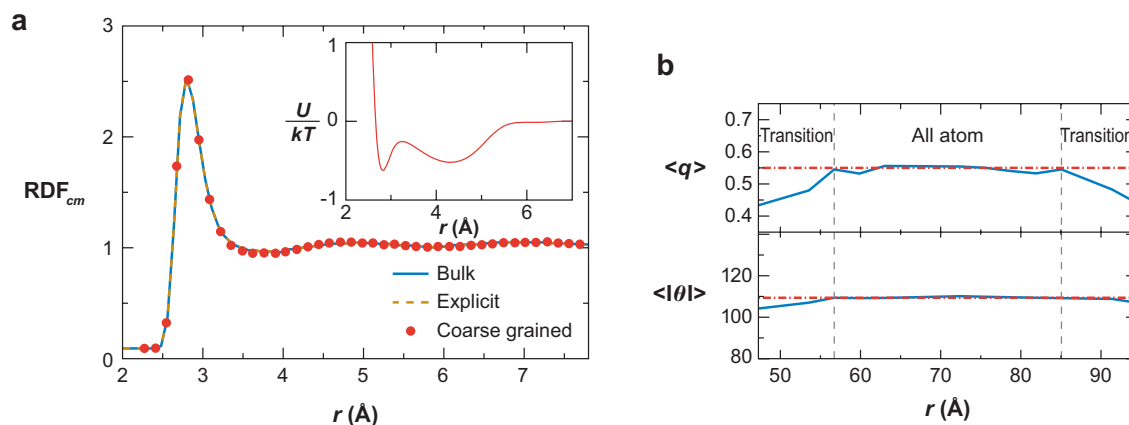 a
3
2
1
0
RDFcm
2 3 4 5 6 7
r (Å)
1
0
-1
U
kT
2 4 6
r (Å)
Bulk
Explicit
Coarse grained
b
0.7
0.6
0.5
0.4
<q>
Transition All atom Transition
120
100
80
<|θ|>
50 60 70 80 90
r (Å)